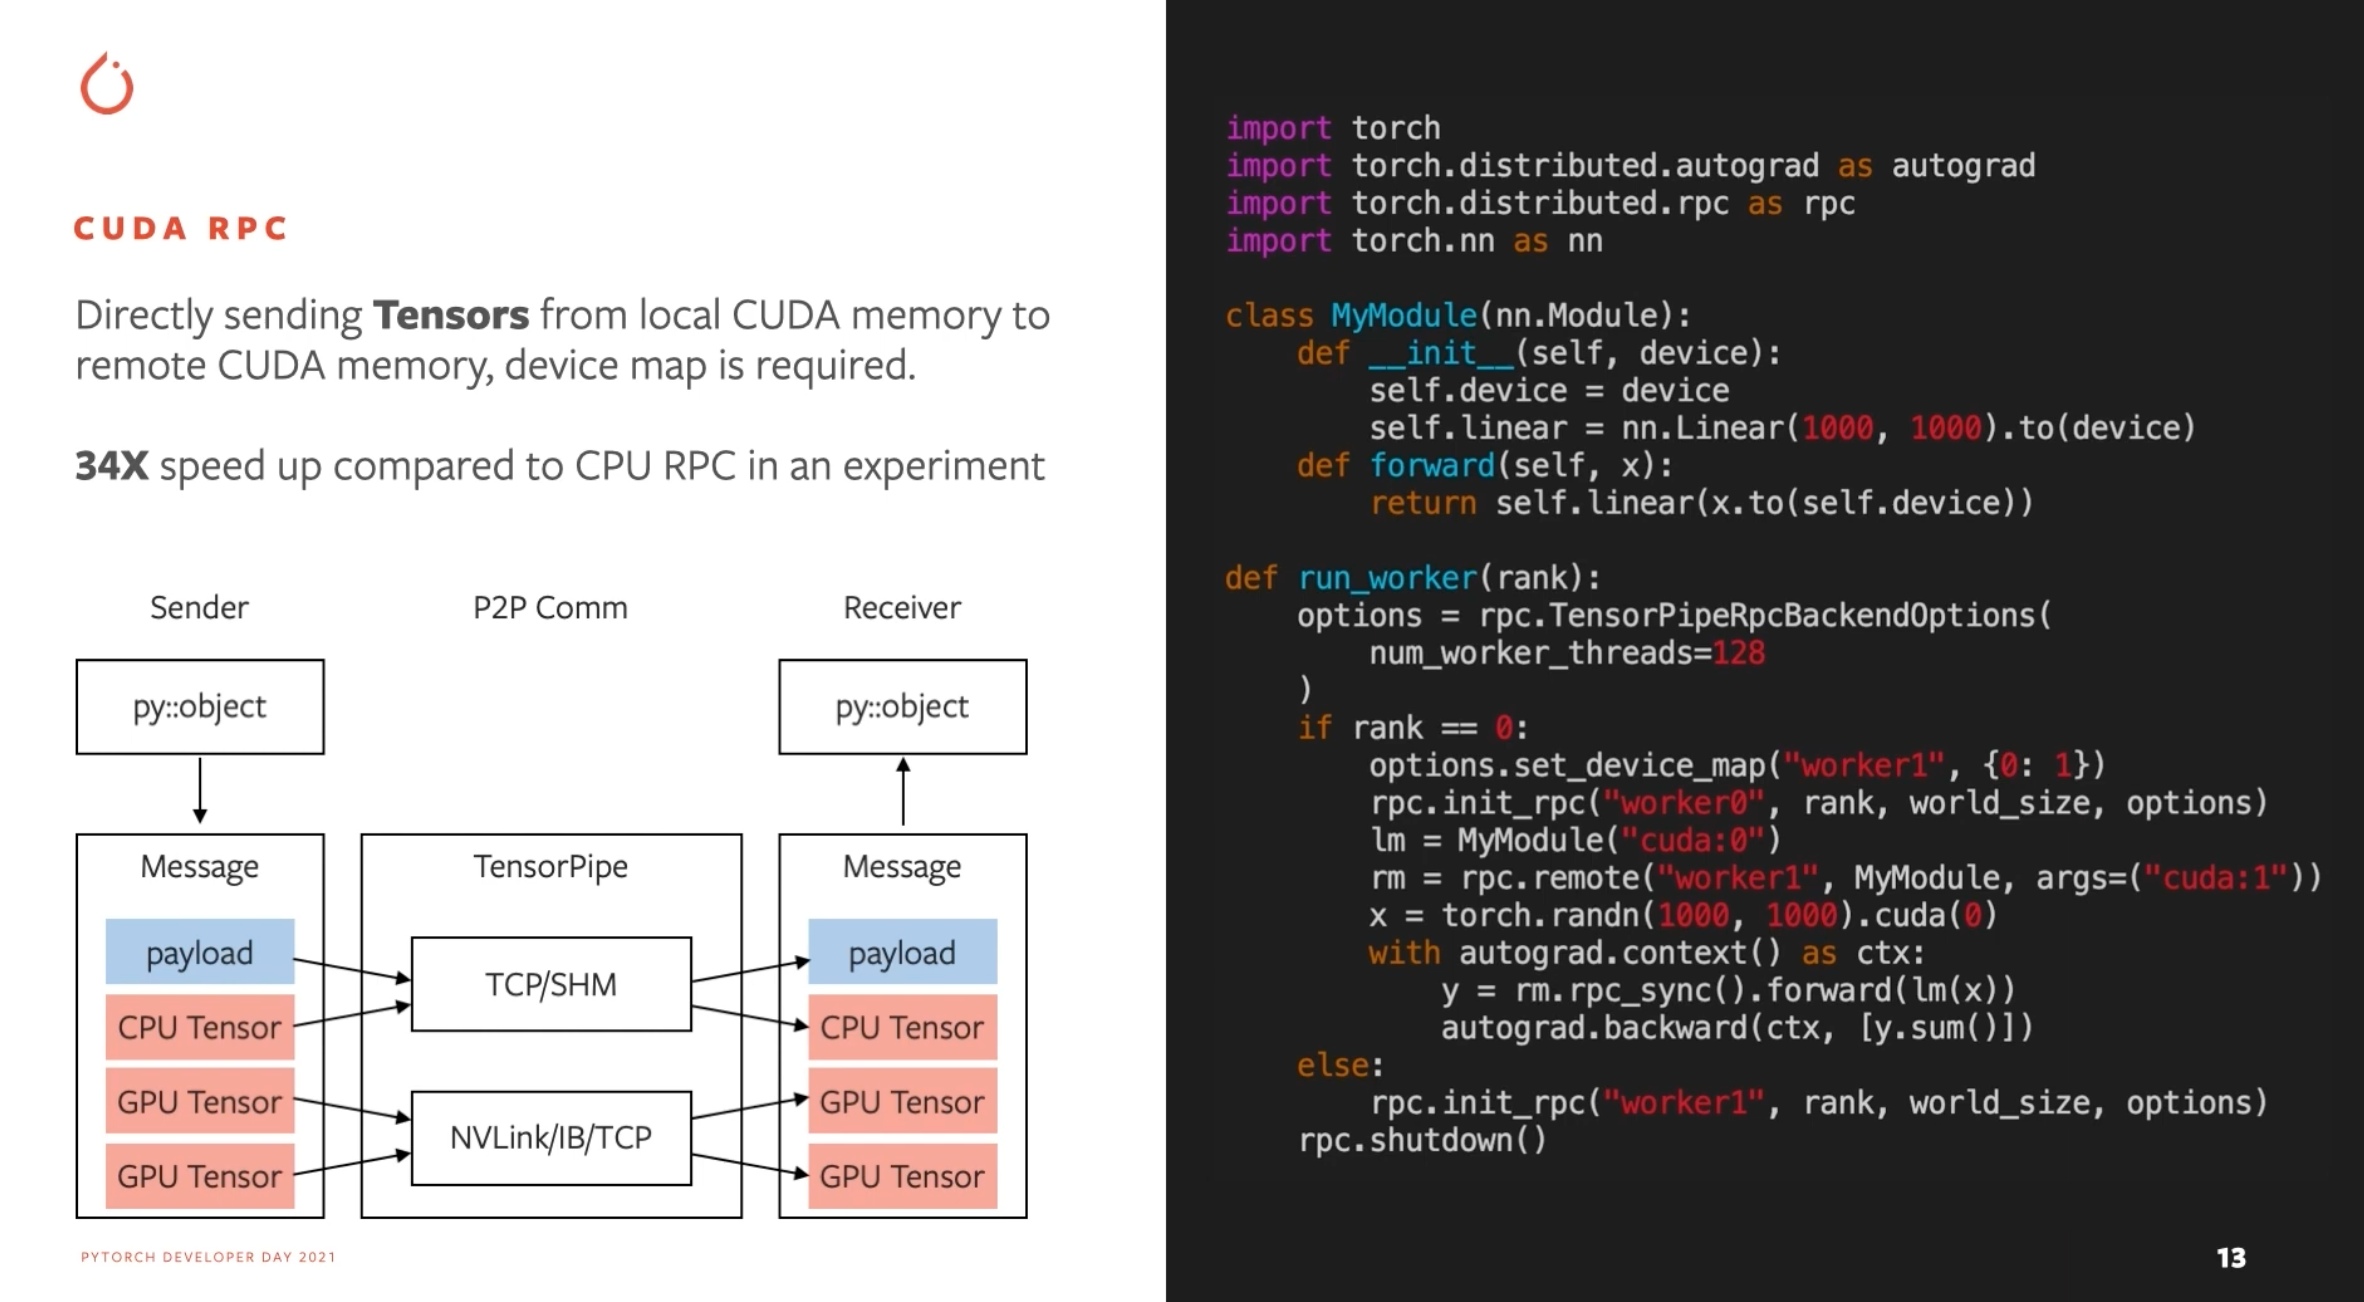 CUDA RPC
Directly sending Tensors from local CUDA memory to
remote CUDA memory, device map is required.
34X speed up compared to CPU RPC in an experiment
Sender
P2P Comm
Receiver
py::object
py::object
Message
TensorPipe
Message
payload
TCP/SHM
payload
CPU Tensor
CPU Tensor
GPU Tensor
NVLink/IB/TCP
GPU Tensor
GPU Tensor
GPU Tensor
PYTORCH DEVELOPER DAY 2021
import torch
import torch.distributed.autograd as autograd
import torch.distributed.rpc as rpc
import torch.nn as nn
class MyModule(nn.Module):
    def __init__(self, device):
        self.device = device
        self.linear = nn.Linear(1000, 1000).to(device)
    def forward(self, x):
        return self.linear(x.to(self.device))
def run_worker(rank):
    options = rpc.TensorPipeRpcBackendOptions(
        num_worker_threads=128
    )
    if rank == 0:
        options.set_device_map("worker1", {0: 1})
        rpc.init_rpc("worker0", rank, world_size, options)
        lm = MyModule("cuda:0")
        rm = rpc.remote("worker1", MyModule, args=("cuda:1"))
        x = torch.randn(1000, 1000).cuda(0)
        with autograd.context() as ctx:
            y = rm.rpc_sync().forward(lm(x))
            autograd.backward(ctx, [y.sum()])
    else:
        rpc.init_rpc("worker1", rank, world_size, options)
    rpc.shutdown()
13